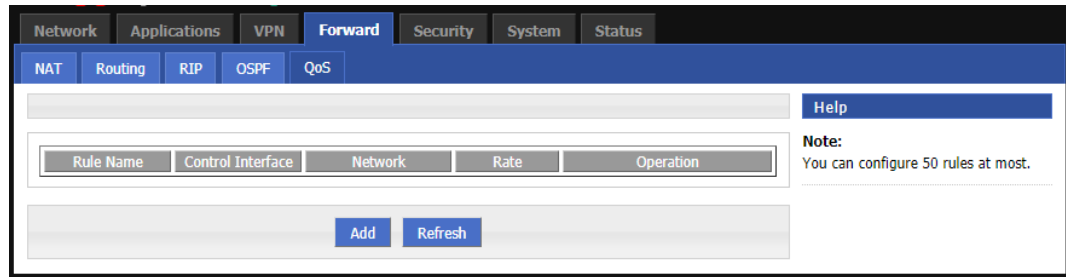 Network Applications VPN Forward Security System Status
NAT Routing RIP OSPF QoS
Help
Note:
You can configure 50 rules at most.
Rule Name Control Interface Network Rate Operation
Add Refresh